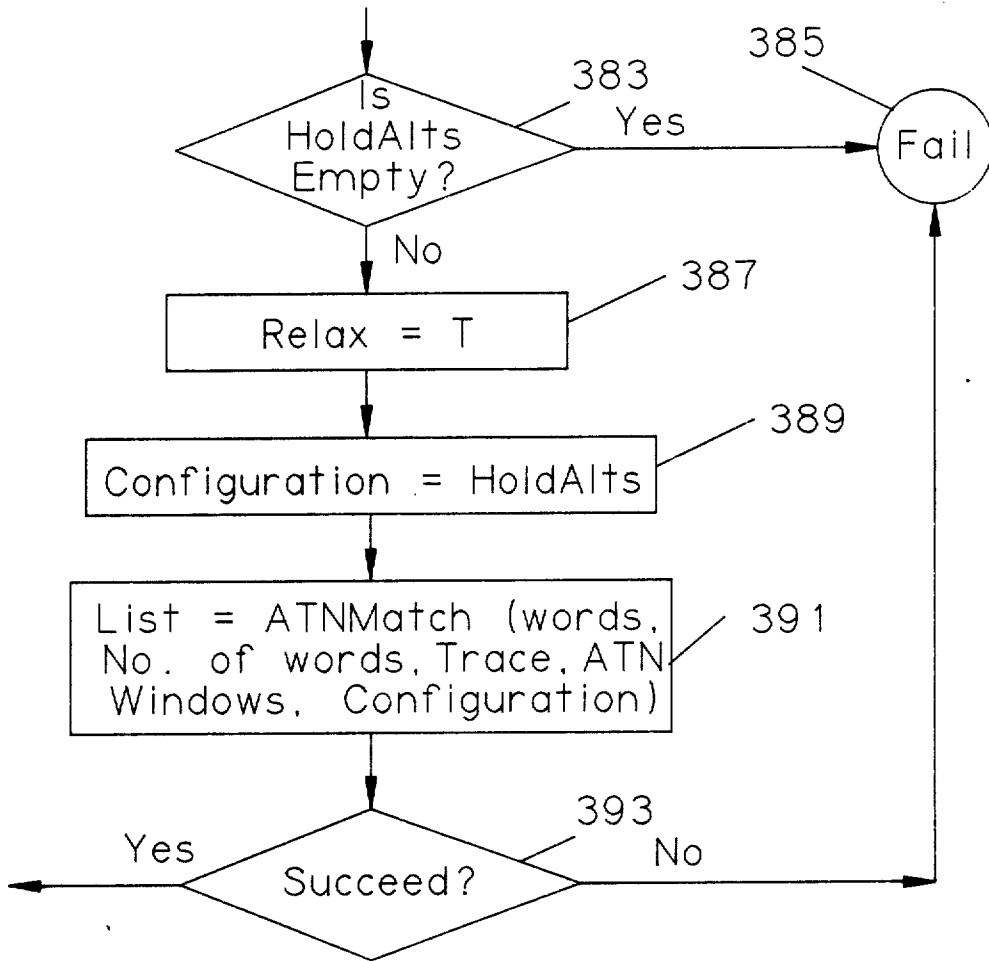 385
383
Is
HoldAlts
Empty?
Yes
Fail
No
387
Relax = T
389
Configuration = HoldAlts
List = ATNMatch (words,
No. of words, Trace, ATN
Windows, Configuration)
391
393
Yes
No
Succeed?